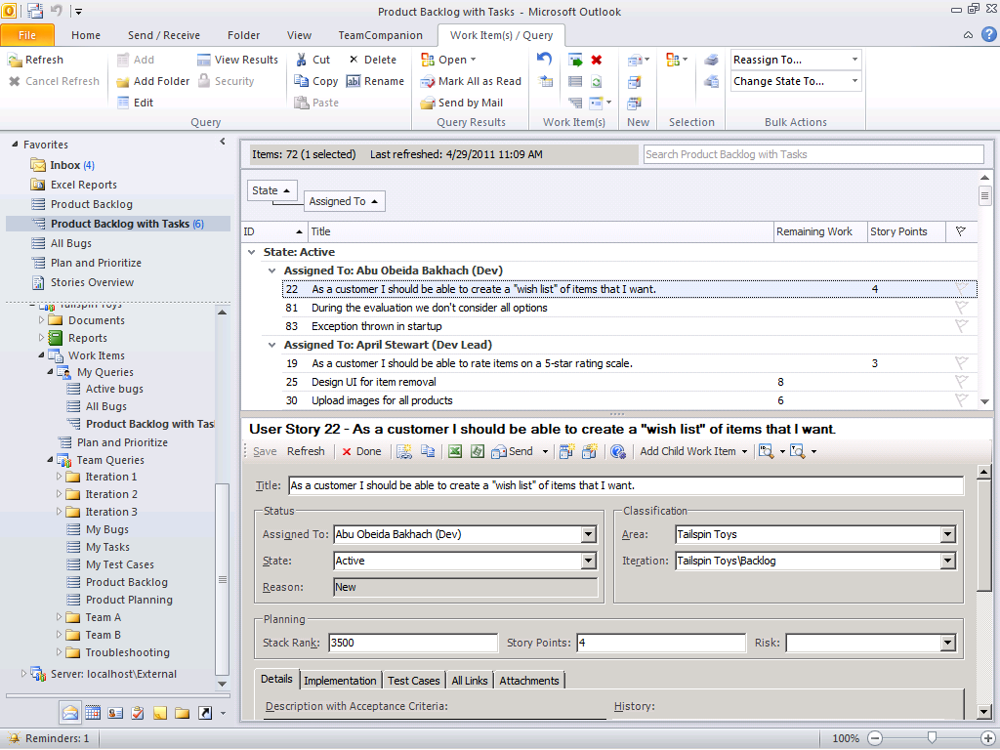 Product Backlog with Tasks - Microsoft Outlook
File Home Send / Receive Folder View TeamCompanion Work Item(s) / Query
Refresh Add View Results Cut Delete Open Reassign To...
Cancel Refresh Add Folder Security Copy Rename Mark All as Read Change State To...
Edit Paste Send by Mail
Query Query Results Work Item(s) New Selection Bulk Actions
Favorites
Inbox (4)
Excel Reports
Product Backlog
Product Backlog with Tasks (6)
All Bugs
Plan and Prioritize
Stories Overview
Tailspin Toys
Documents
Reports
Work Items
My Queries
Active bugs
All Bugs
Product Backlog with Tas
Plan and Prioritize
Team Queries
Iteration 1
Iteration 2
Iteration 3
My Bugs
My Tasks
My Test Cases
Product Backlog
Product Planning
Team A
Team B
Troubleshooting
Server: localhost\External
Items: 72 (1 selected) Last refreshed: 4/29/2011 11:09 AM Search Product Backlog with Tasks
State
Assigned To
ID Title Remaining Work Story Points
State: Active
Assigned To: Abu Obeida Bakhach (Dev)
22 As a customer I should be able to create a "wish list" of items that I want. 4
81 During the evaluation we don't consider all options
83 Exception thrown in startup
Assigned To: April Stewart (Dev Lead)
19 As a customer I should be able to rate items on a 5-star rating scale. 3
25 Design UI for item removal 8
30 Upload images for all products 6
User Story 22 - As a customer I should be able to create a "wish list" of items that I want.
Save Refresh Done Send Add Child Work Item
Title: As a customer I should be able to create a "wish list" of items that I want.
Status Classification
Assigned To: Abu Obeida Bakhach (Dev) Area: Tailspin Toys
State: Active Iteration: Tailspin Toys\Backlog
Reason: New
Planning
Stack Rank: 3500 Story Points: 4 Risk:
Details Implementation Test Cases All Links Attachments
Description with Acceptance Criteria: History:
Reminders: 1 100%